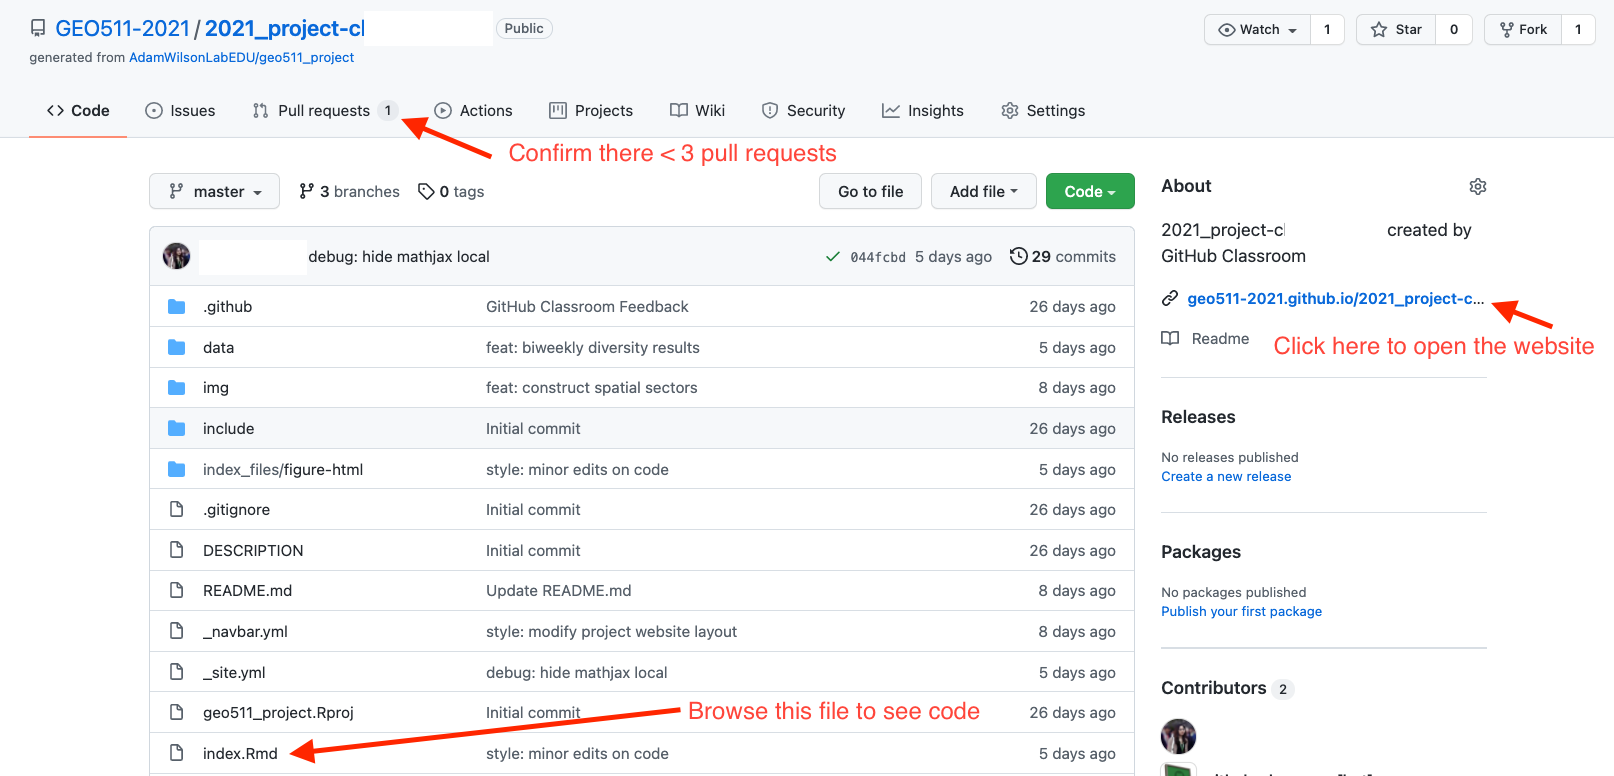 GEO511-2021 / 2021_project-cl
Public
Watch 1
Star 0
Fork 1
generated from AdamWilsonLabEDU/geo511_project
Code
Issues
Pull requests 1
Actions
Projects
Wiki
Security
Insights
Settings
Confirm there < 3 pull requests
master
3 branches
0 tags
Go to file
Add file
Code
debug: hide mathjax local
044fcbd 5 days ago
29 commits
.github GitHub Classroom Feedback 26 days ago
data feat: biweekly diversity results 5 days ago
img feat: construct spatial sectors 8 days ago
include Initial commit 26 days ago
index_files/figure-html style: minor edits on code 5 days ago
.gitignore Initial commit 26 days ago
DESCRIPTION Initial commit 26 days ago
README.md Update README.md 8 days ago
_navbar.yml style: modify project website layout 8 days ago
_site.yml debug: hide mathjax local 5 days ago
geo511_project.Rproj Initial commit 26 days ago
Browse this file to see code
index.Rmd style: minor edits on code 5 days ago
About
2021_project-cl created by
GitHub Classroom
geo511-2021.github.io/2021_project-c...
Readme
Click here to open the website
Releases
No releases published
Create a new release
Packages
No packages published
Publish your first package
Contributors 2